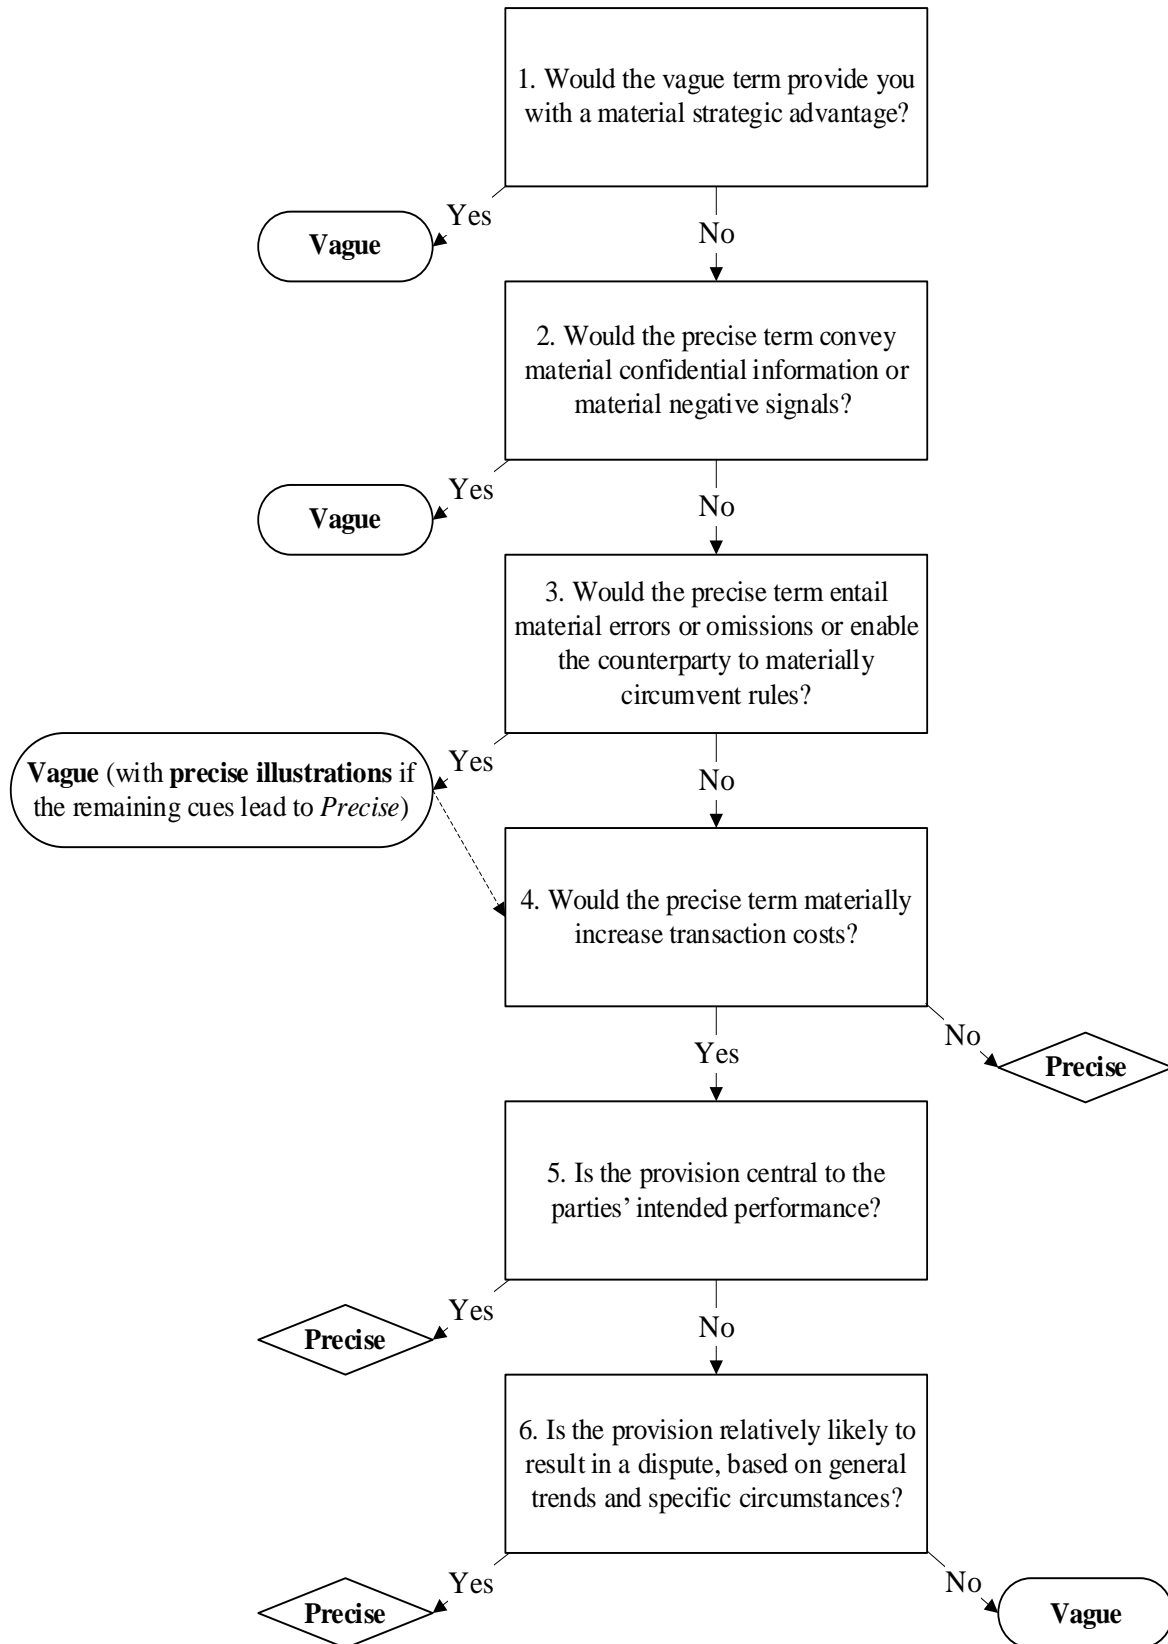 1. Would the vague term provide you
with a material strategic advantage?
Yes
Vague
No
2. Would the precise term convey
material confidential information or
material negative signals?
Yes
Vague
No
3. Would the precise term entail
material errors or omissions or enable
the counterparty to materially
circumvent rules?
Yes
Vague (with precise illustrations if
the remaining cues lead to Precise)
No
4. Would the precise term materially
increase transaction costs?
No
Precise
Yes
5. Is the provision central to the
parties’ intended performance?
Yes
Precise
No
6. Is the provision relatively likely to
result in a dispute, based on general
trends and specific circumstances?
Yes
Precise
No
Vague